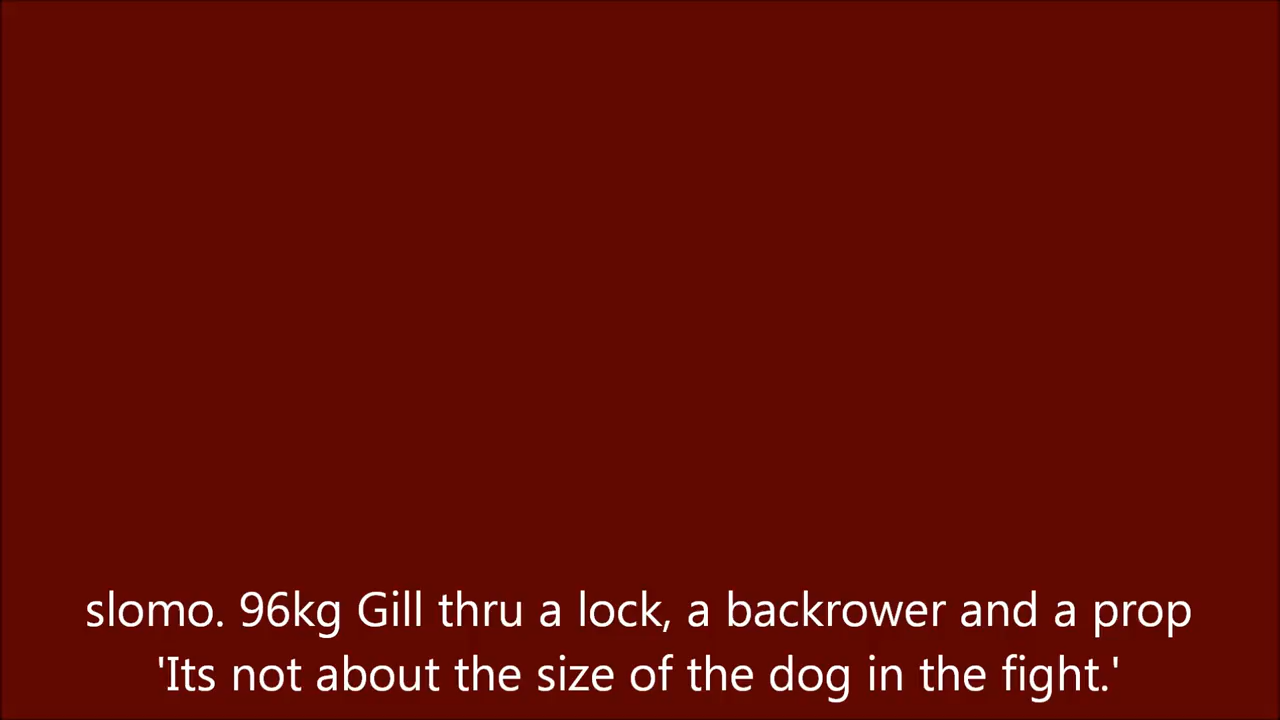 slomo. 96kg Gill thru a lock, a backrower and a prop
'Its not about the size of the dog in the fight.'